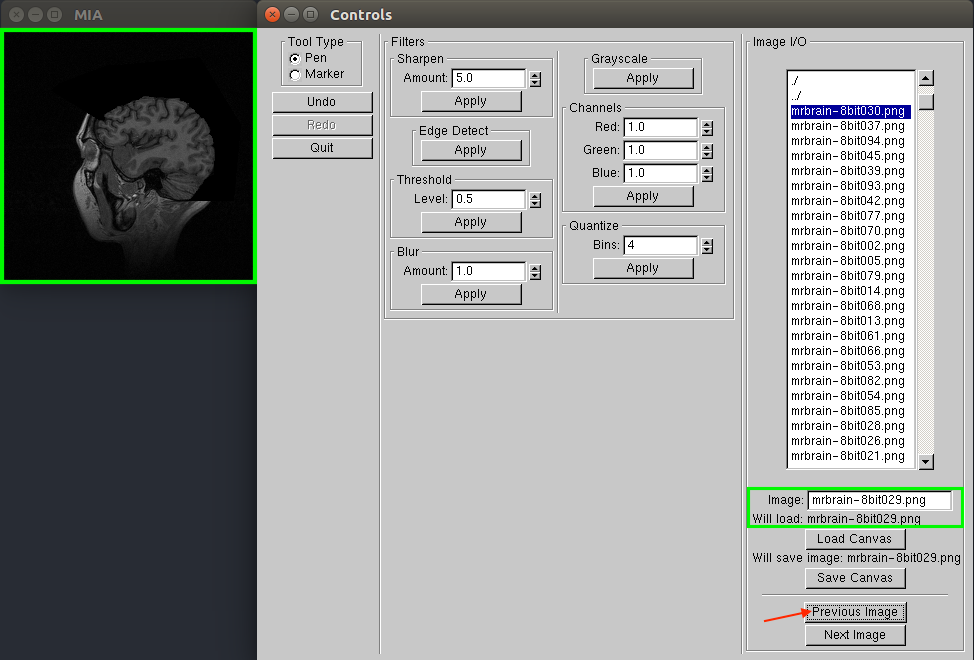 MIA
Controls
Tool Type
Pen
Marker
Undo
Redo
Quit
Filters
Sharpen
Amount: 5.0
Apply
Edge Detect
Apply
Threshold
Level: 0.5
Apply
Blur
Amount: 1.0
Apply
Grayscale
Apply
Channels
Red: 1.0
Green: 1.0
Blue: 1.0
Apply
Quantize
Bins: 4
Apply
Image I/O
./
../
mrbrain-8bit030.png
mrbrain-8bit037.png
mrbrain-8bit094.png
mrbrain-8bit045.png
mrbrain-8bit039.png
mrbrain-8bit093.png
mrbrain-8bit042.png
mrbrain-8bit077.png
mrbrain-8bit070.png
mrbrain-8bit002.png
mrbrain-8bit005.png
mrbrain-8bit079.png
mrbrain-8bit014.png
mrbrain-8bit068.png
mrbrain-8bit013.png
mrbrain-8bit061.png
mrbrain-8bit066.png
mrbrain-8bit053.png
mrbrain-8bit082.png
mrbrain-8bit054.png
mrbrain-8bit085.png
mrbrain-8bit028.png
mrbrain-8bit026.png
mrbrain-8bit021.png
Image: mrbrain-8bit029.png
Will load: mrbrain-8bit029.png
Load Canvas
Will save image: mrbrain-8bit029.png
Save Canvas
Previous Image
Next Image